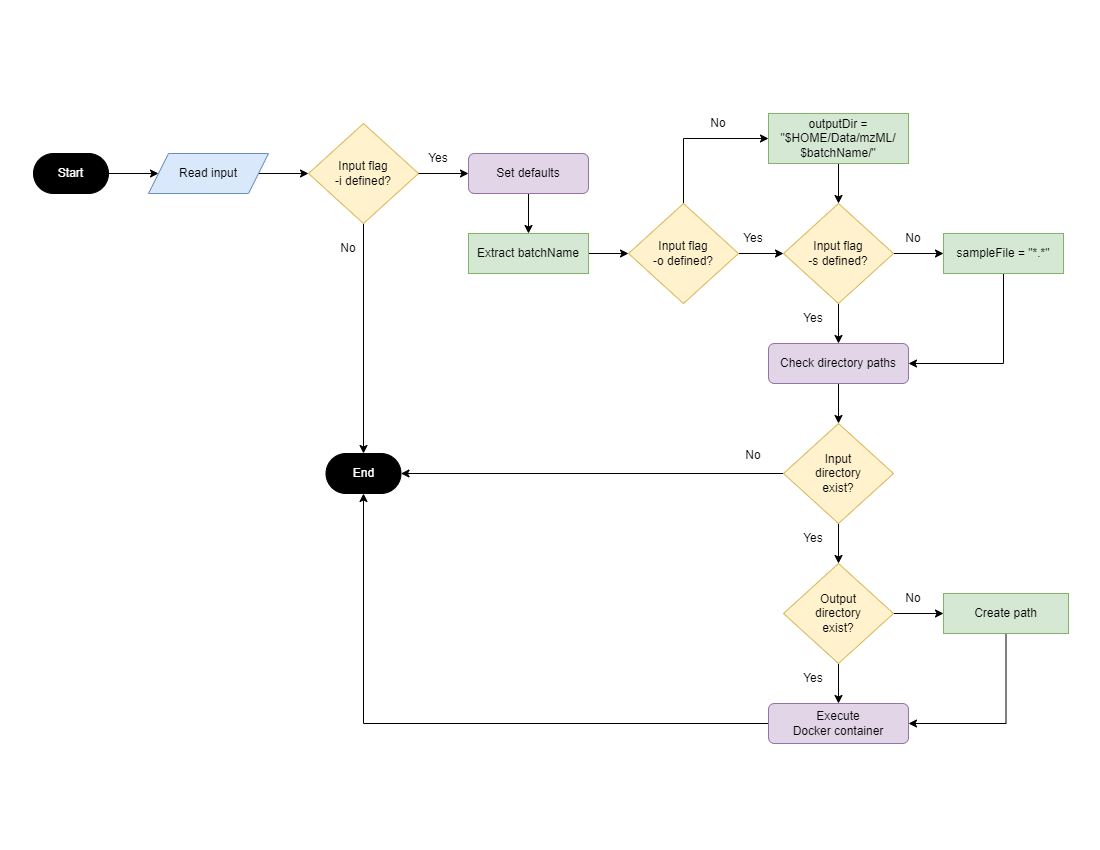 No
outputDir =
"$HOME/Data/mzML/
$batchName/"
Start
Read input
Input flag
-i defined?
Yes
Set defaults
No
Extract batchName
Input flag
-o defined?
Yes
Input flag
-s defined?
No
sampleFile = "*.*"
Yes
Check directory paths
No
Input
directory
exist?
End
Yes
Output
directory
exist?
No
Create path
Yes
Execute
Docker container